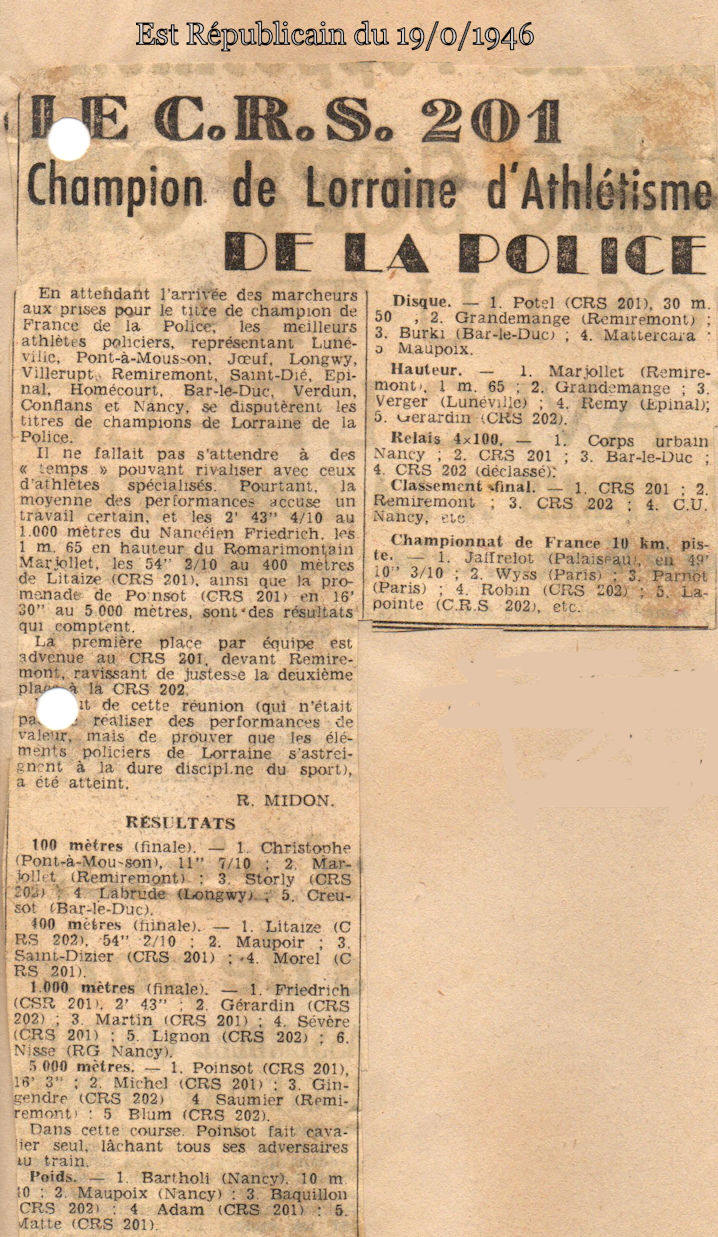 Est Républicain du 19/0/1946
LE C.R.S. 201
Champion de Lorraine d'Athlétisme
DE LA POLICE
En attendant l'arrivée des marcheurs
aux prises pour le titre de champion de
France de la Police, les meilleurs
athlètes policiers, représentant Luné-
ville, Pont-à-Mousson, Jœuf, Longwy,
Villerupt, Remiremont, Saint-Dié, Epi-
nal, Homécourt, Bar-le-Duc, Verdun,
Conflans et Nancy, se disputèrent les
titres de champions de Lorraine de la
Police.
Il ne fallait pas s'attendre à des
« temps » pouvant rivaliser avec ceux
d'athlètes spécialisés. Pourtant, la
moyenne des performances accuse un
travail certain, et les 2' 43" 4/10 au
1.000 mètres du Nancéien Friedrich, les
1 m. 65 en hauteur du Romarimontain
Marjollet, les 54" 2/10 au 400 mètres
de Litaize (CRS 201), ainsi que la pro-
menade de Poinsot (CRS 201) en 16'
30" au 5.000 mètres, sont des résultats
qui comptent.
La première place par équipe est
advenue au CRS 201, devant Remire-
mont, ravissant de justesse la deuxième
place à la CRS 202.
t de cette réunion (qui n'était
pa réaliser des performances de
valeur, mais de prouver que les élé-
ments policiers de Lorraine s'astrei-
gnent à la dure discipline du sport),
a été atteint.
R. MIDON.
RÉSULTATS
100 mètres (finale). — 1. Christophe
(Pont-à-Mousson), 11" 7/10 ; 2. Mar-
jollet (Remiremont) ; 3. Storly (CRS
202) ; 4. Labrude (Longwy) ; 5. Creu-
sot (Bar-le-Duc).
400 mètres (finale). — 1. Litaize (C
RS 202), 54" 2/10 ; 2. Maupoir ; 3.
Saint-Dizier (CRS 201) ; 4. Morel (C
RS 201).
1.000 mètres (finale). — 1. Friedrich
(CSR 201), 2' 43" ; 2. Gérardin (CRS
202) ; 3. Martin (CRS 201) ; 4. Sévère
(CRS 201) ; 5. Lignon (CRS 202) ; 6.
Nisse (RG Nancy).
5.000 mètres. — 1. Poinsot (CRS 201),
16' 3" ; 2. Michel (CRS 201) ; 3. Gin-
gendre (CRS 202) 4 Saumier (Remi-
remont) ; 5 Blum (CRS 202).
Dans cette course, Poinsot fait cava-
lier seul, lâchant tous ses adversaires
au train.
Poids. — 1. Bartholi (Nancy), 10 m.
10 ; 2. Maupoix (Nancy) ; 3. Baquillon
(CRS 202) ; 4. Adam (CRS 201) ; 5.
Matte (CRS 201).
Disque. — 1. Potel (CRS 201), 30 m.
50 , 2. Grandemange (Remiremont) ;
3. Burki (Bar-le-Duc) ; 4. Mattercara ;
5 Maupoix.
Hauteur. — 1. Marjollet (Remire-
mont), 1 m. 65 ; 2. Grandemange ; 3.
Verger (Lunéville) ; 4. Remy (Epinal);
5. Gerardin (CRS 202).
Relais 4×100. — 1. Corps urbain
Nancy ; 2. CRS 201 ; 3. Bar-le-Duc ;
4. CRS 202 (déclassé);
Classement final. — 1. CRS 201 ; 2.
Remiremont ; 3. CRS 202 ; 4. C.U.
Nancy, etc
Championnat de France 10 km. pis-
te. — 1. Jaffrelot (Palaiseau), en 49'
10" 3/10 ; 2. Wyss (Paris) ; 3. Parnot
(Paris) ; 4. Robin (CRS 202) ; 5. La-
pointe (C.R.S 202), etc.